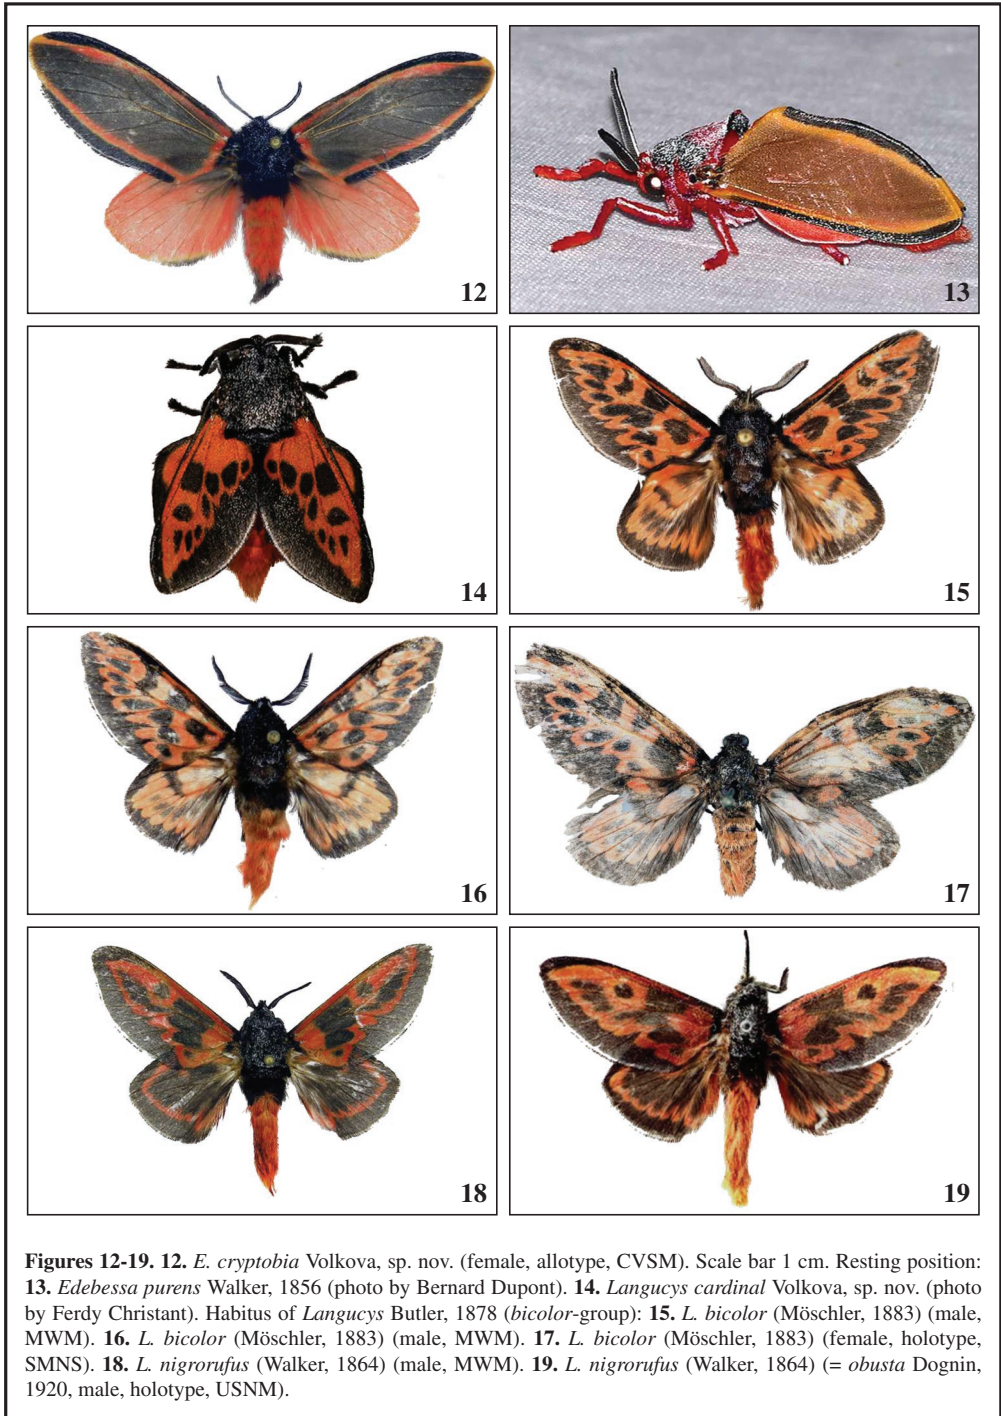 12
13
14
15
16
17
18
19
Figures 12-19. 12. E. cryptobia Volkova, sp. nov. (female, allotype, CVSM). Scale bar 1 cm. Resting position:
13. Edebessa purens Walker, 1856 (photo by Bernard Dupont). 14. Langucys cardinal Volkova, sp. nov. (photo
by Ferdy Christant). Habitus of Langucys Butler, 1878 (bicolor-group): 15. L. bicolor (Möschler, 1883) (male,
MWM). 16. L. bicolor (Möschler, 1883) (male, MWM). 17. L. bicolor (Möschler, 1883) (female, holotype,
SMNS). 18. L. nigrorufus (Walker, 1864) (male, MWM). 19. L. nigrorufus (Walker, 1864) (= obusta Dognin,
1920, male, holotype, USNM).